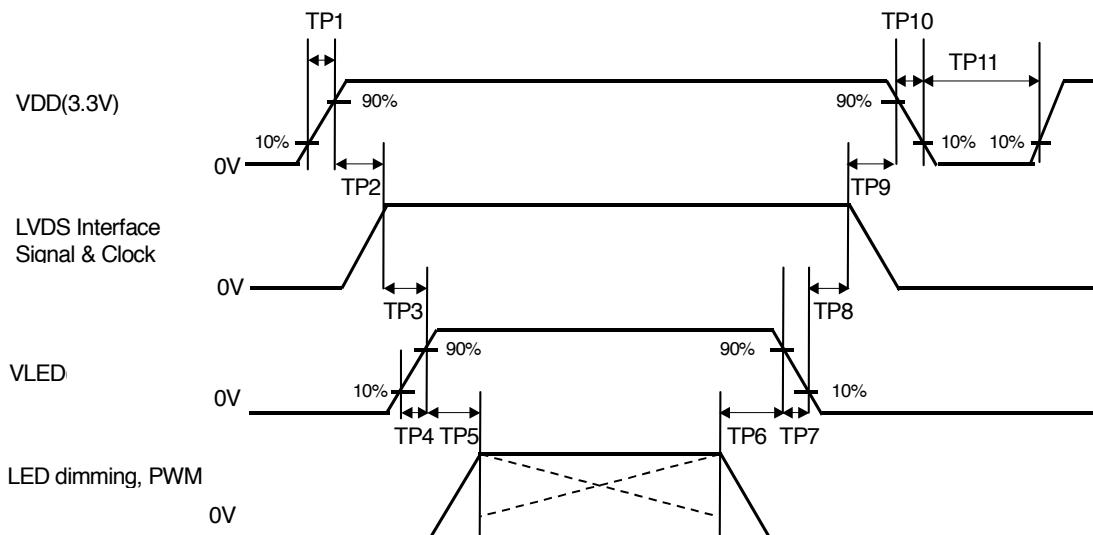 TP1 TP10
TP11
VDD(3.3V) 90% 90%
10% 10% 10%
0V
TP2 TP9
LVDS Interface
Signal & Clock
0V
TP3 TP8
90% 90%
VLED
10% 10%
0V
TP4 TP5 TP6 TP7
LED dimming, PWM
0V